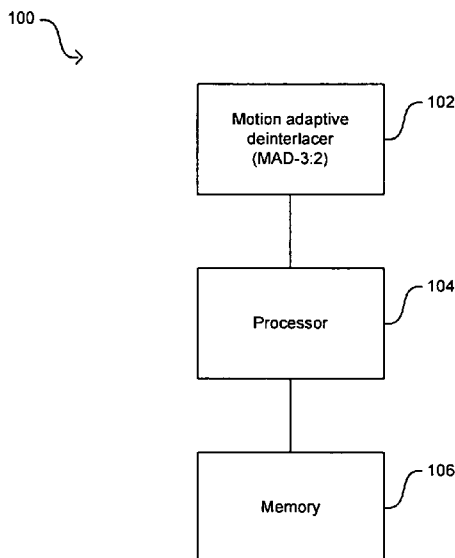 100
102
Motion adaptive
deinterlacer
(MAD-3:2)
104
Processor
106
Memory